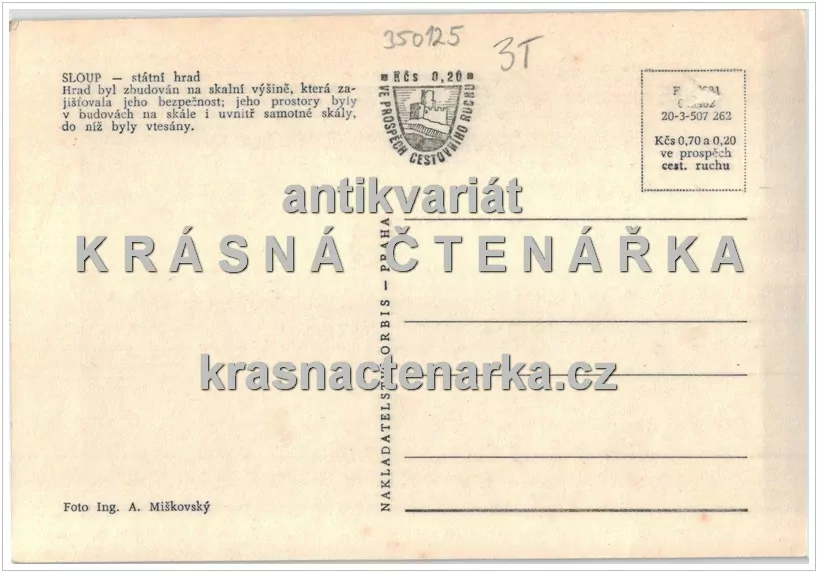 350125
3T
SLOUP — státní hrad
Hrad byl zbudován na skalní výšině, která za-
jišťovala jeho bezpečnost; jeho prostory byly
v budovách na skále i uvnitř samotné skály,
do níž byly vtesány.
Kčs 0,20
VE PROSPĚCH CESTOVNÍHO RUCHU
20-3-507 262
Kčs 0,70 a 0,20
ve prospěch
cest. ruchu
antikvariát
KRÁSNÁ ČTENÁŘKA
krasnactenarka.cz
NAKLADATELSTVÍ ORBIS — PRAHA
Foto Ing. A. Miškovský